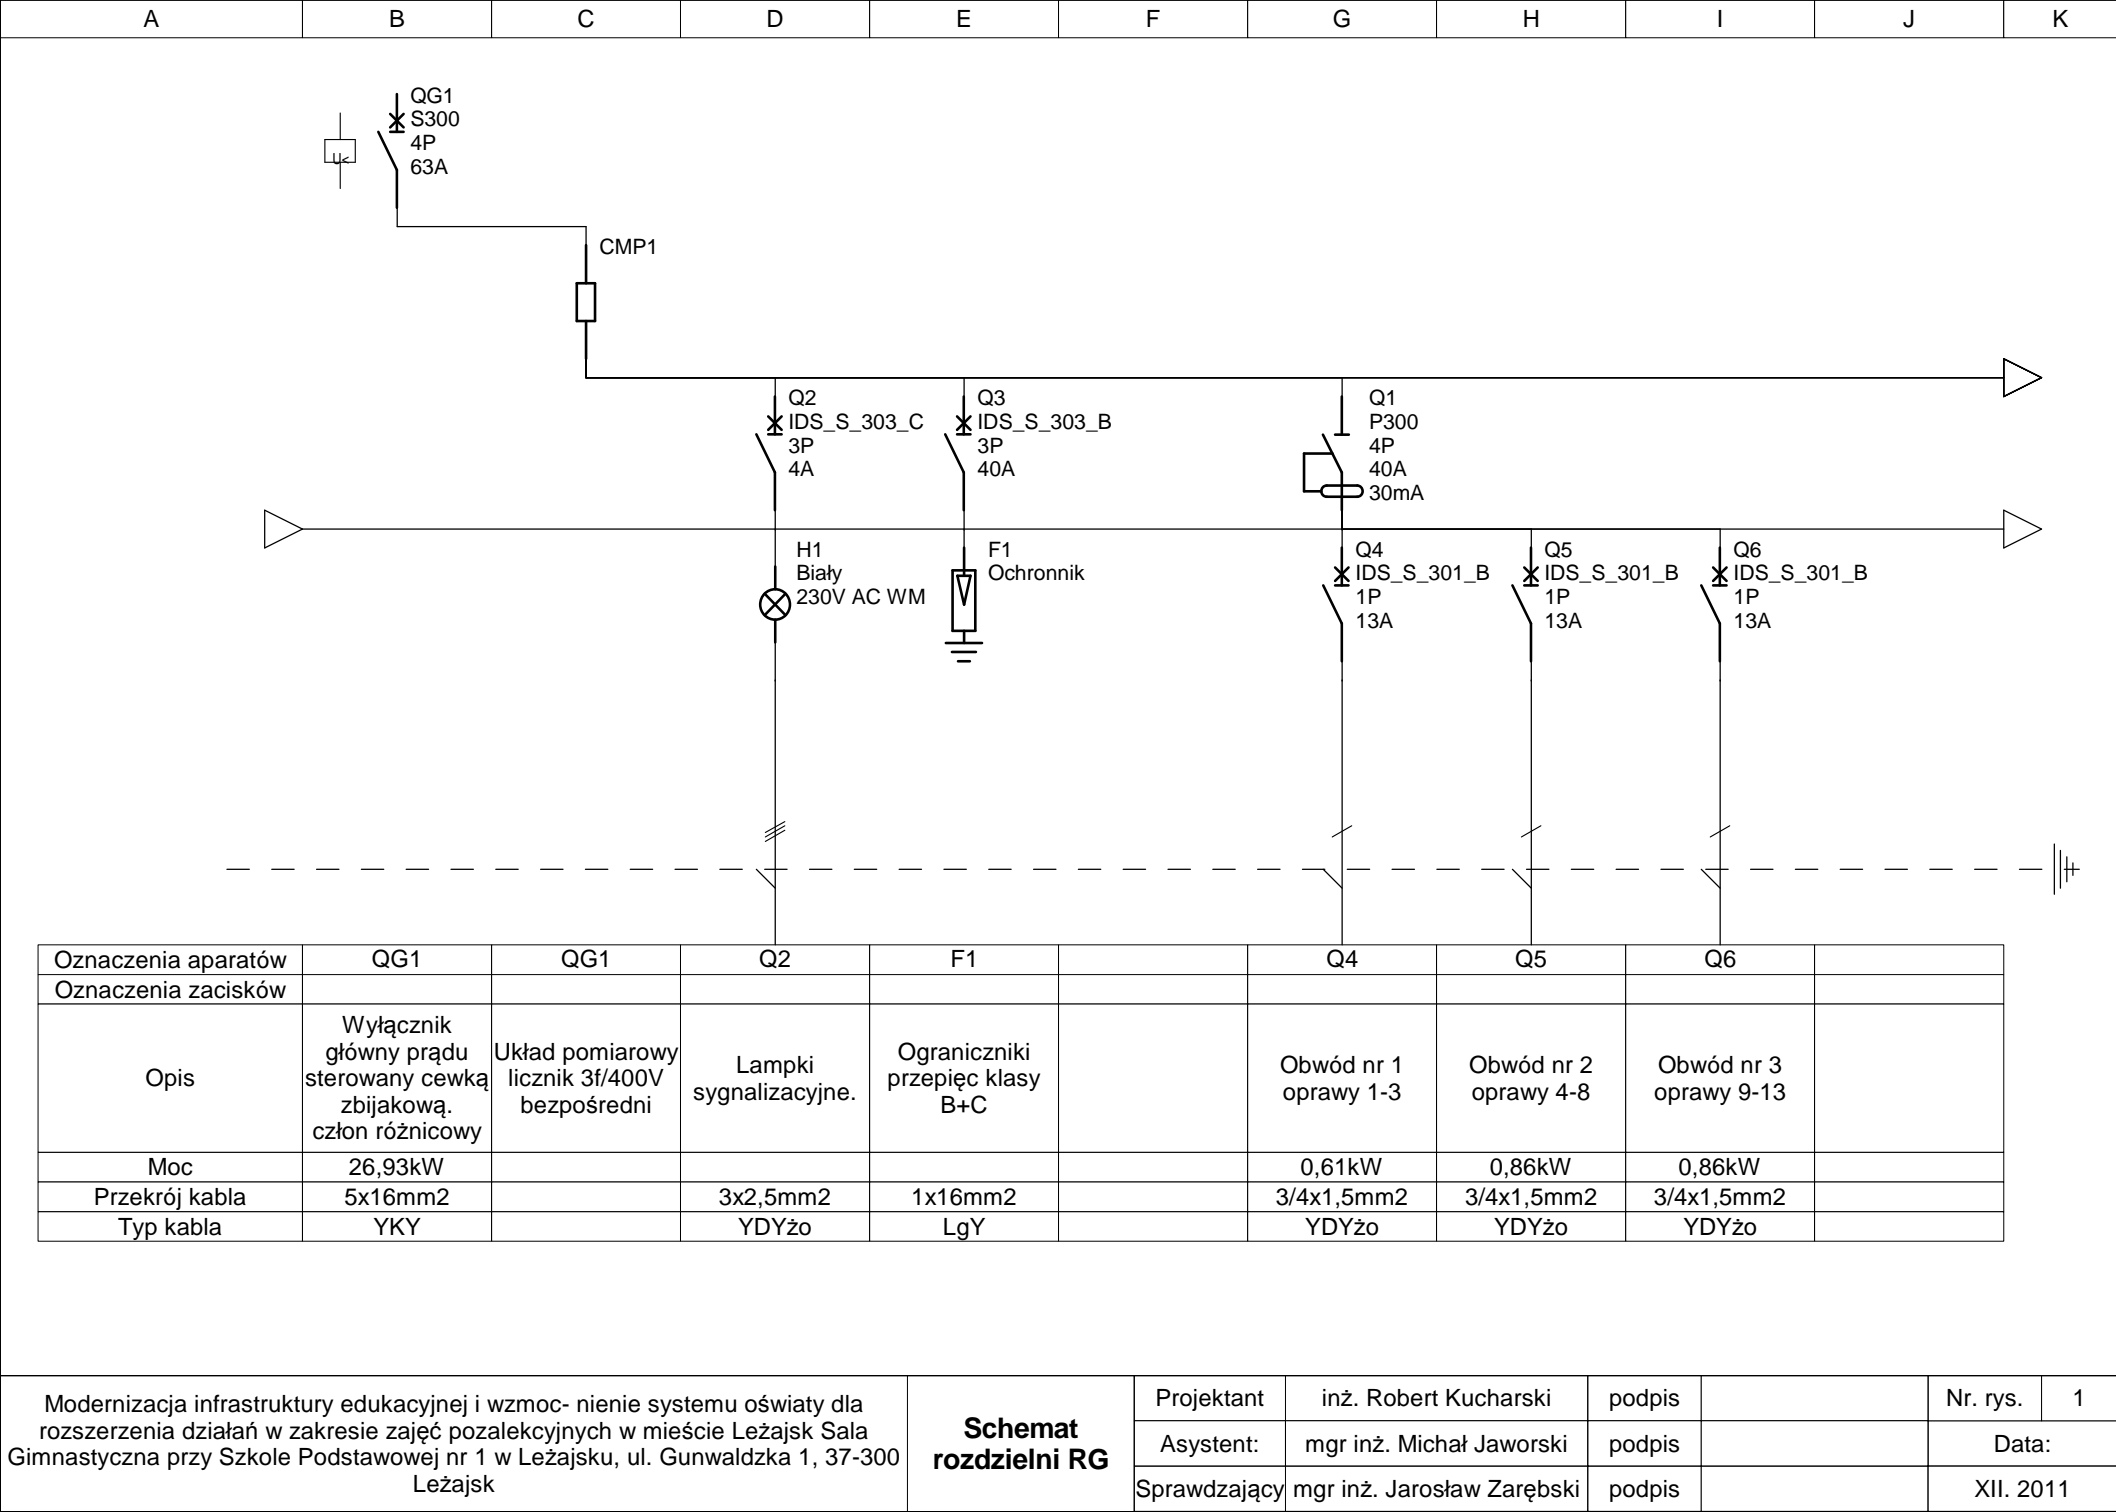 A B C D E F G H I J K
QG1
S300
4P
63A
U<
CMP1
Q2
IDS_S_303_C
3P
4A
Q3
IDS_S_303_B
3P
40A
Q1
P300
4P
40A
30mA
H1
Biały
230V AC WM
F1
Ochronnik
Q4
IDS_S_301_B
1P
13A
Q5
IDS_S_301_B
1P
13A
Q6
IDS_S_301_B
1P
13A
Oznaczenia aparatów QG1 QG1 Q2 F1 Q4 Q5 Q6
Oznaczenia zacisków
Opis
Wyłącznik
główny prądu
sterowany cewką
zbijakową.
człon różnicowy
Układ pomiarowy
licznik 3f/400V
bezpośredni
Lampki
sygnalizacyjne.
Ograniczniki
przepięc klasy
B+C
Obwód nr 1
oprawy 1-3
Obwód nr 2
oprawy 4-8
Obwód nr 3
oprawy 9-13
Moc 26,93kW 0,61kW 0,86kW 0,86kW
Przekrój kabla 5x16mm2 3x2,5mm2 1x16mm2 3/4x1,5mm2 3/4x1,5mm2 3/4x1,5mm2
Typ kabla YKY YDYżo LgY YDYżo YDYżo YDYżo
Modernizacja infrastruktury edukacyjnej i wzmoc- nienie systemu oświaty dla
rozszerzenia działań w zakresie zajęć pozalekcyjnych w mieście Leżajsk Sala
Gimnastyczna przy Szkole Podstawowej nr 1 w Leżajsku, ul. Gunwaldzka 1, 37-300
Leżajsk
Schemat
rozdzielni RG
Projektant inż. Robert Kucharski podpis
Asystent: mgr inż. Michał Jaworski podpis
Sprawdzający mgr inż. Jarosław Zarębski podpis
Nr. rys. 1
Data:
XII. 2011